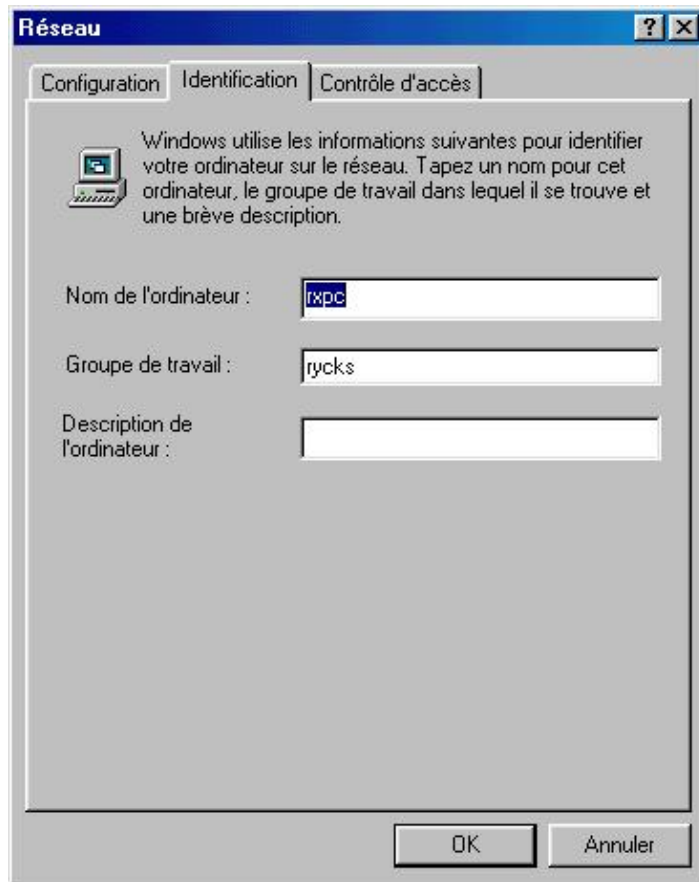 Réseau
Configuration
Identification
Contrôle d'accès
Windows utilise les informations suivantes pour identifier
votre ordinateur sur le réseau. Tapez un nom pour cet
ordinateur, le groupe de travail dans lequel il se trouve et
une brève description.
Nom de l'ordinateur :
rxpc
Groupe de travail :
rycks
Description de
l'ordinateur :
OK
Annuler